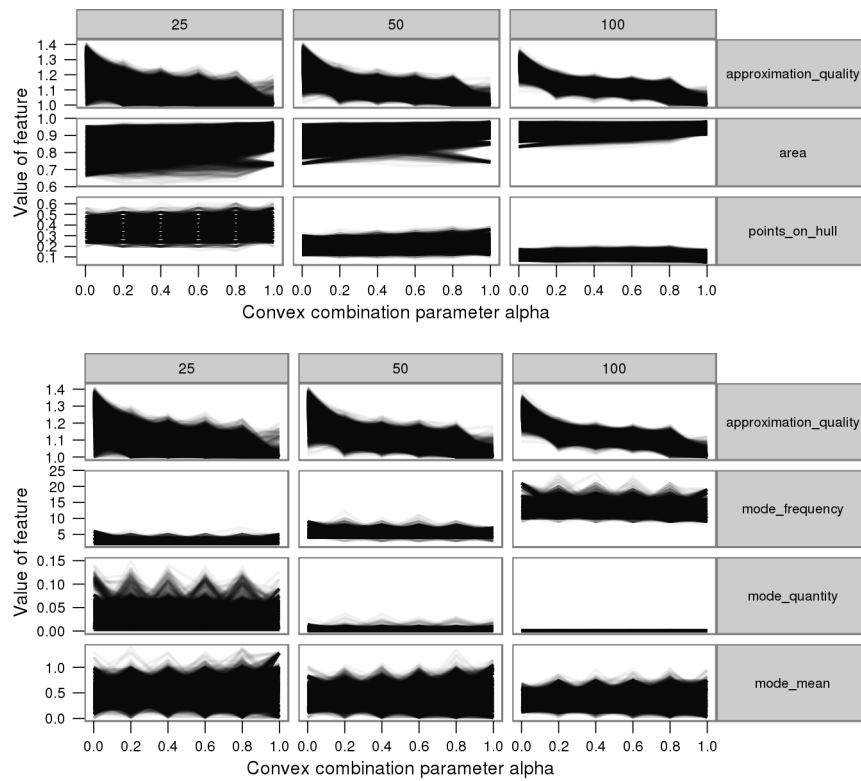 25 50 100
Value of feature
1.4
1.3
1.2
1.1
1.0
approximation_quality
1.0
0.9
0.8
0.7
0.6
area
0.6
0.5
0.4
0.3
0.2
0.1
points_on_hull
0.0 0.2 0.4 0.6 0.8 1.0 0.0 0.2 0.4 0.6 0.8 1.0 0.0 0.2 0.4 0.6 0.8 1.0
Convex combination parameter alpha
25 50 100
Value of feature
1.4
1.3
1.2
1.1
1.0
approximation_quality
25
20
15
10
5
mode_frequency
0.15
0.10
0.05
0.00
mode_quantity
1.0
0.5
0.0
mode_mean
0.0 0.2 0.4 0.6 0.8 1.0 0.0 0.2 0.4 0.6 0.8 1.0 0.0 0.2 0.4 0.6 0.8 1.0
Convex combination parameter alpha